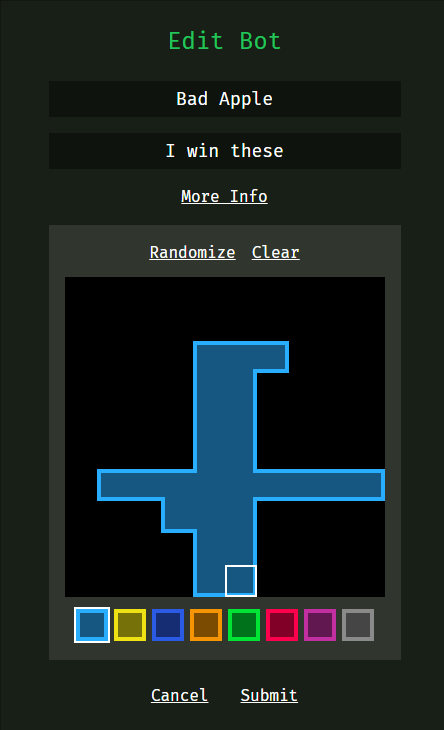 Edit Bot
Bad Apple
I win these
More Info
Randomize Clear
Cancel Submit